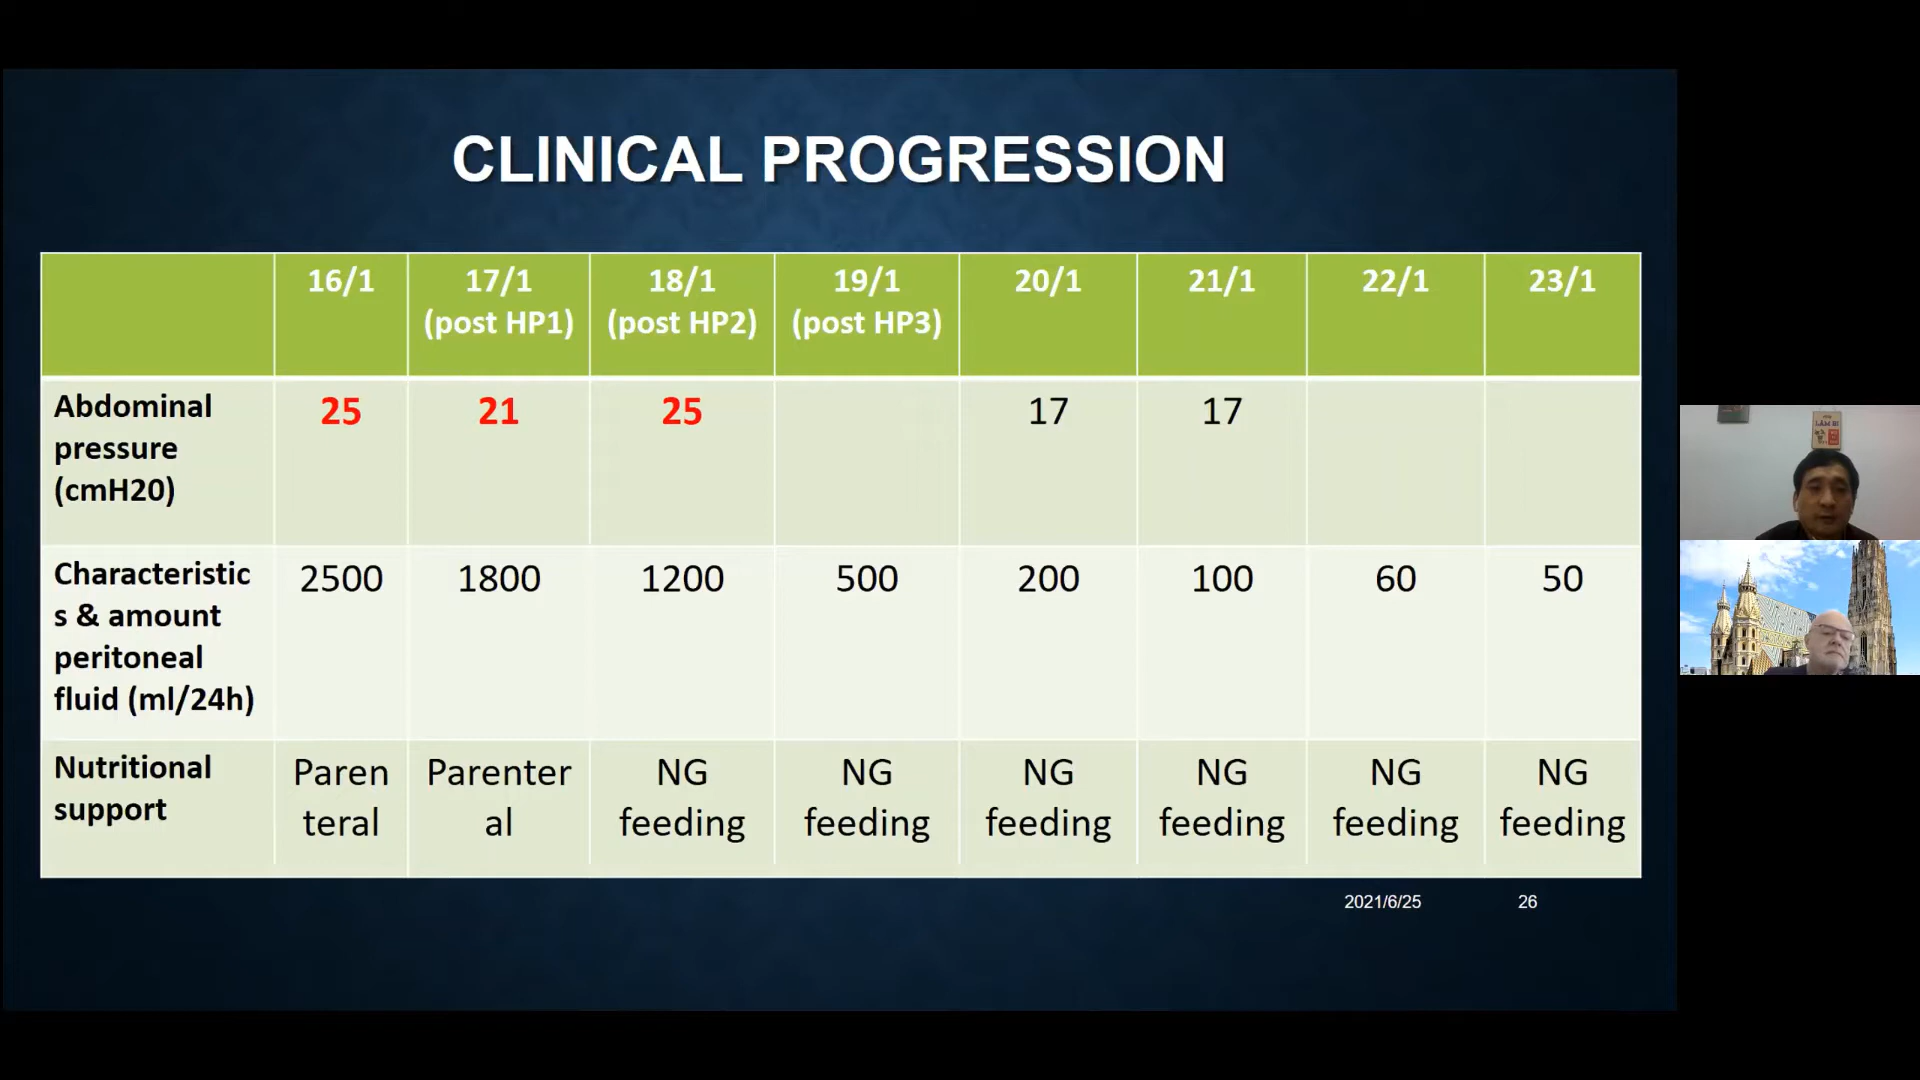 CLINICAL PROGRESSION
16/1
17/1
(post HP1)
18/1
(post HP2)
19/1
(post HP3)
20/1
21/1
22/1
23/1
Abdominal
pressure
(cmH20)
25
21
25
17
17
Characteristic
s & amount
peritoneal
fluid (ml/24h)
2500
1800
1200
500
200
100
60
50
Nutritional
support
Paren
teral
Parenter
al
NG
feeding
NG
feeding
NG
feeding
NG
feeding
NG
feeding
NG
feeding
2021/6/25
26